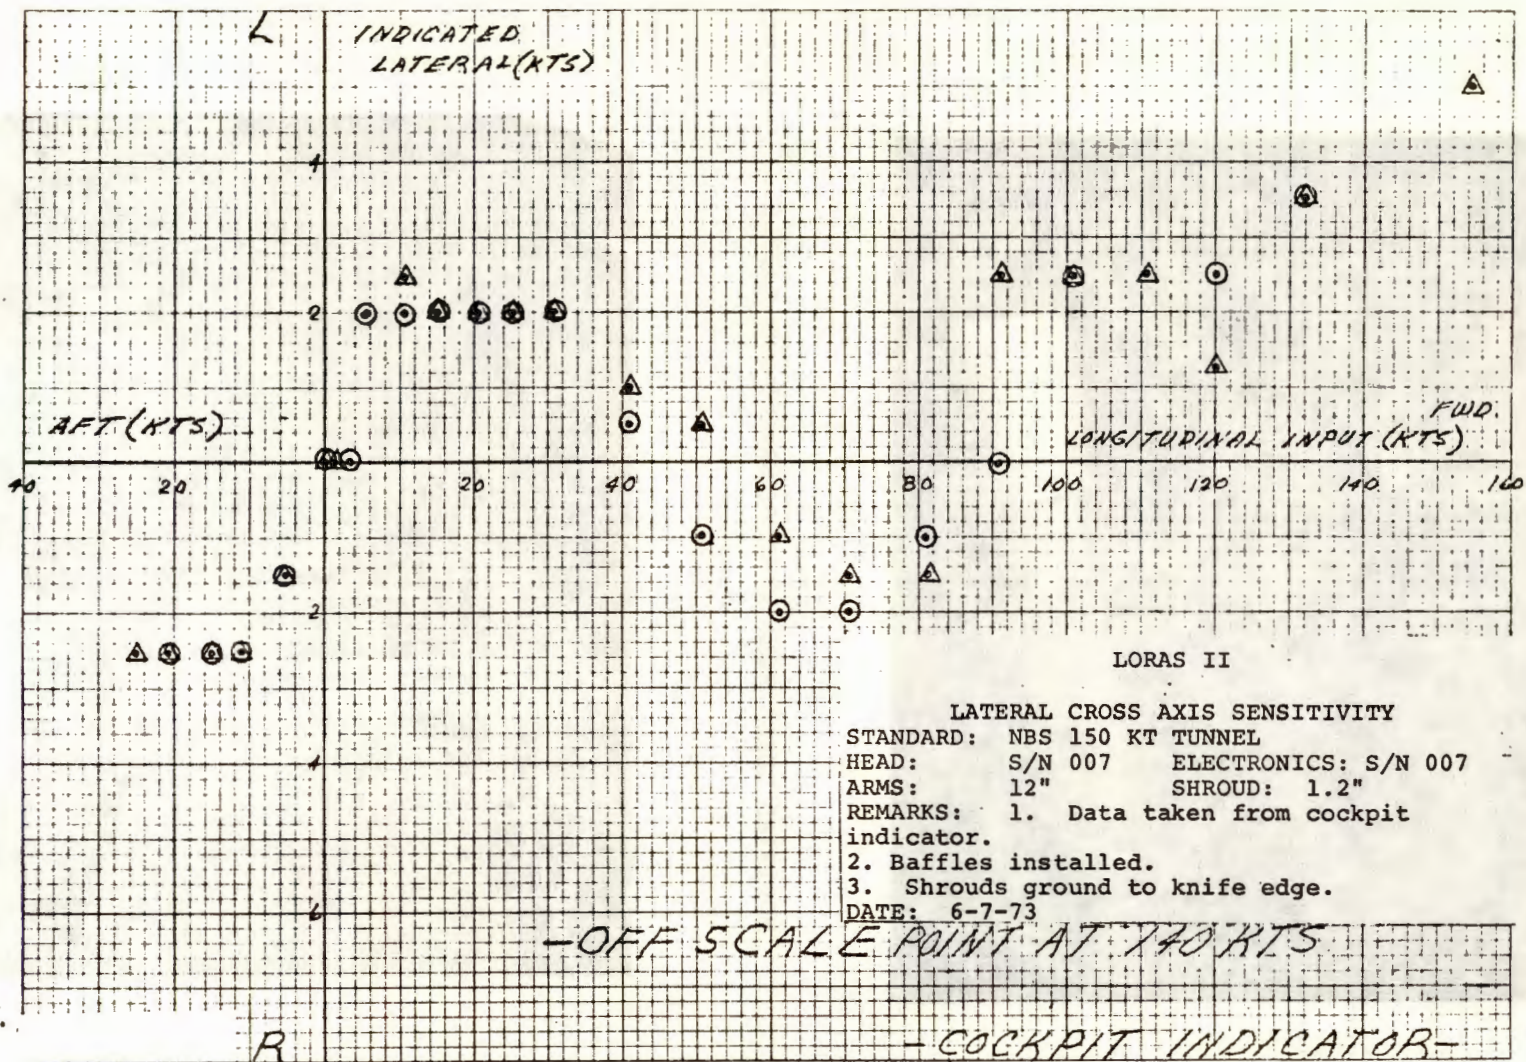 L
INDICATED
LATERAL (KTS)
4
2
AFT (KTS)
FWD.
LONGITUDINAL INPUT (KTS)
40 20 20 40 60 80 100 120 140 160
2
4
6
LORAS II
LATERAL CROSS AXIS SENSITIVITY
STANDARD: NBS 150 KT TUNNEL
HEAD: S/N 007 ELECTRONICS: S/N 007
ARMS: 12" SHROUD: 1.2"
REMARKS: 1. Data taken from cockpit
indicator.
2. Baffles installed.
3. Shrouds ground to knife edge.
DATE: 6-7-73
-OFF SCALE POINT AT 140 KTS
R
-COCKPIT INDICATOR-